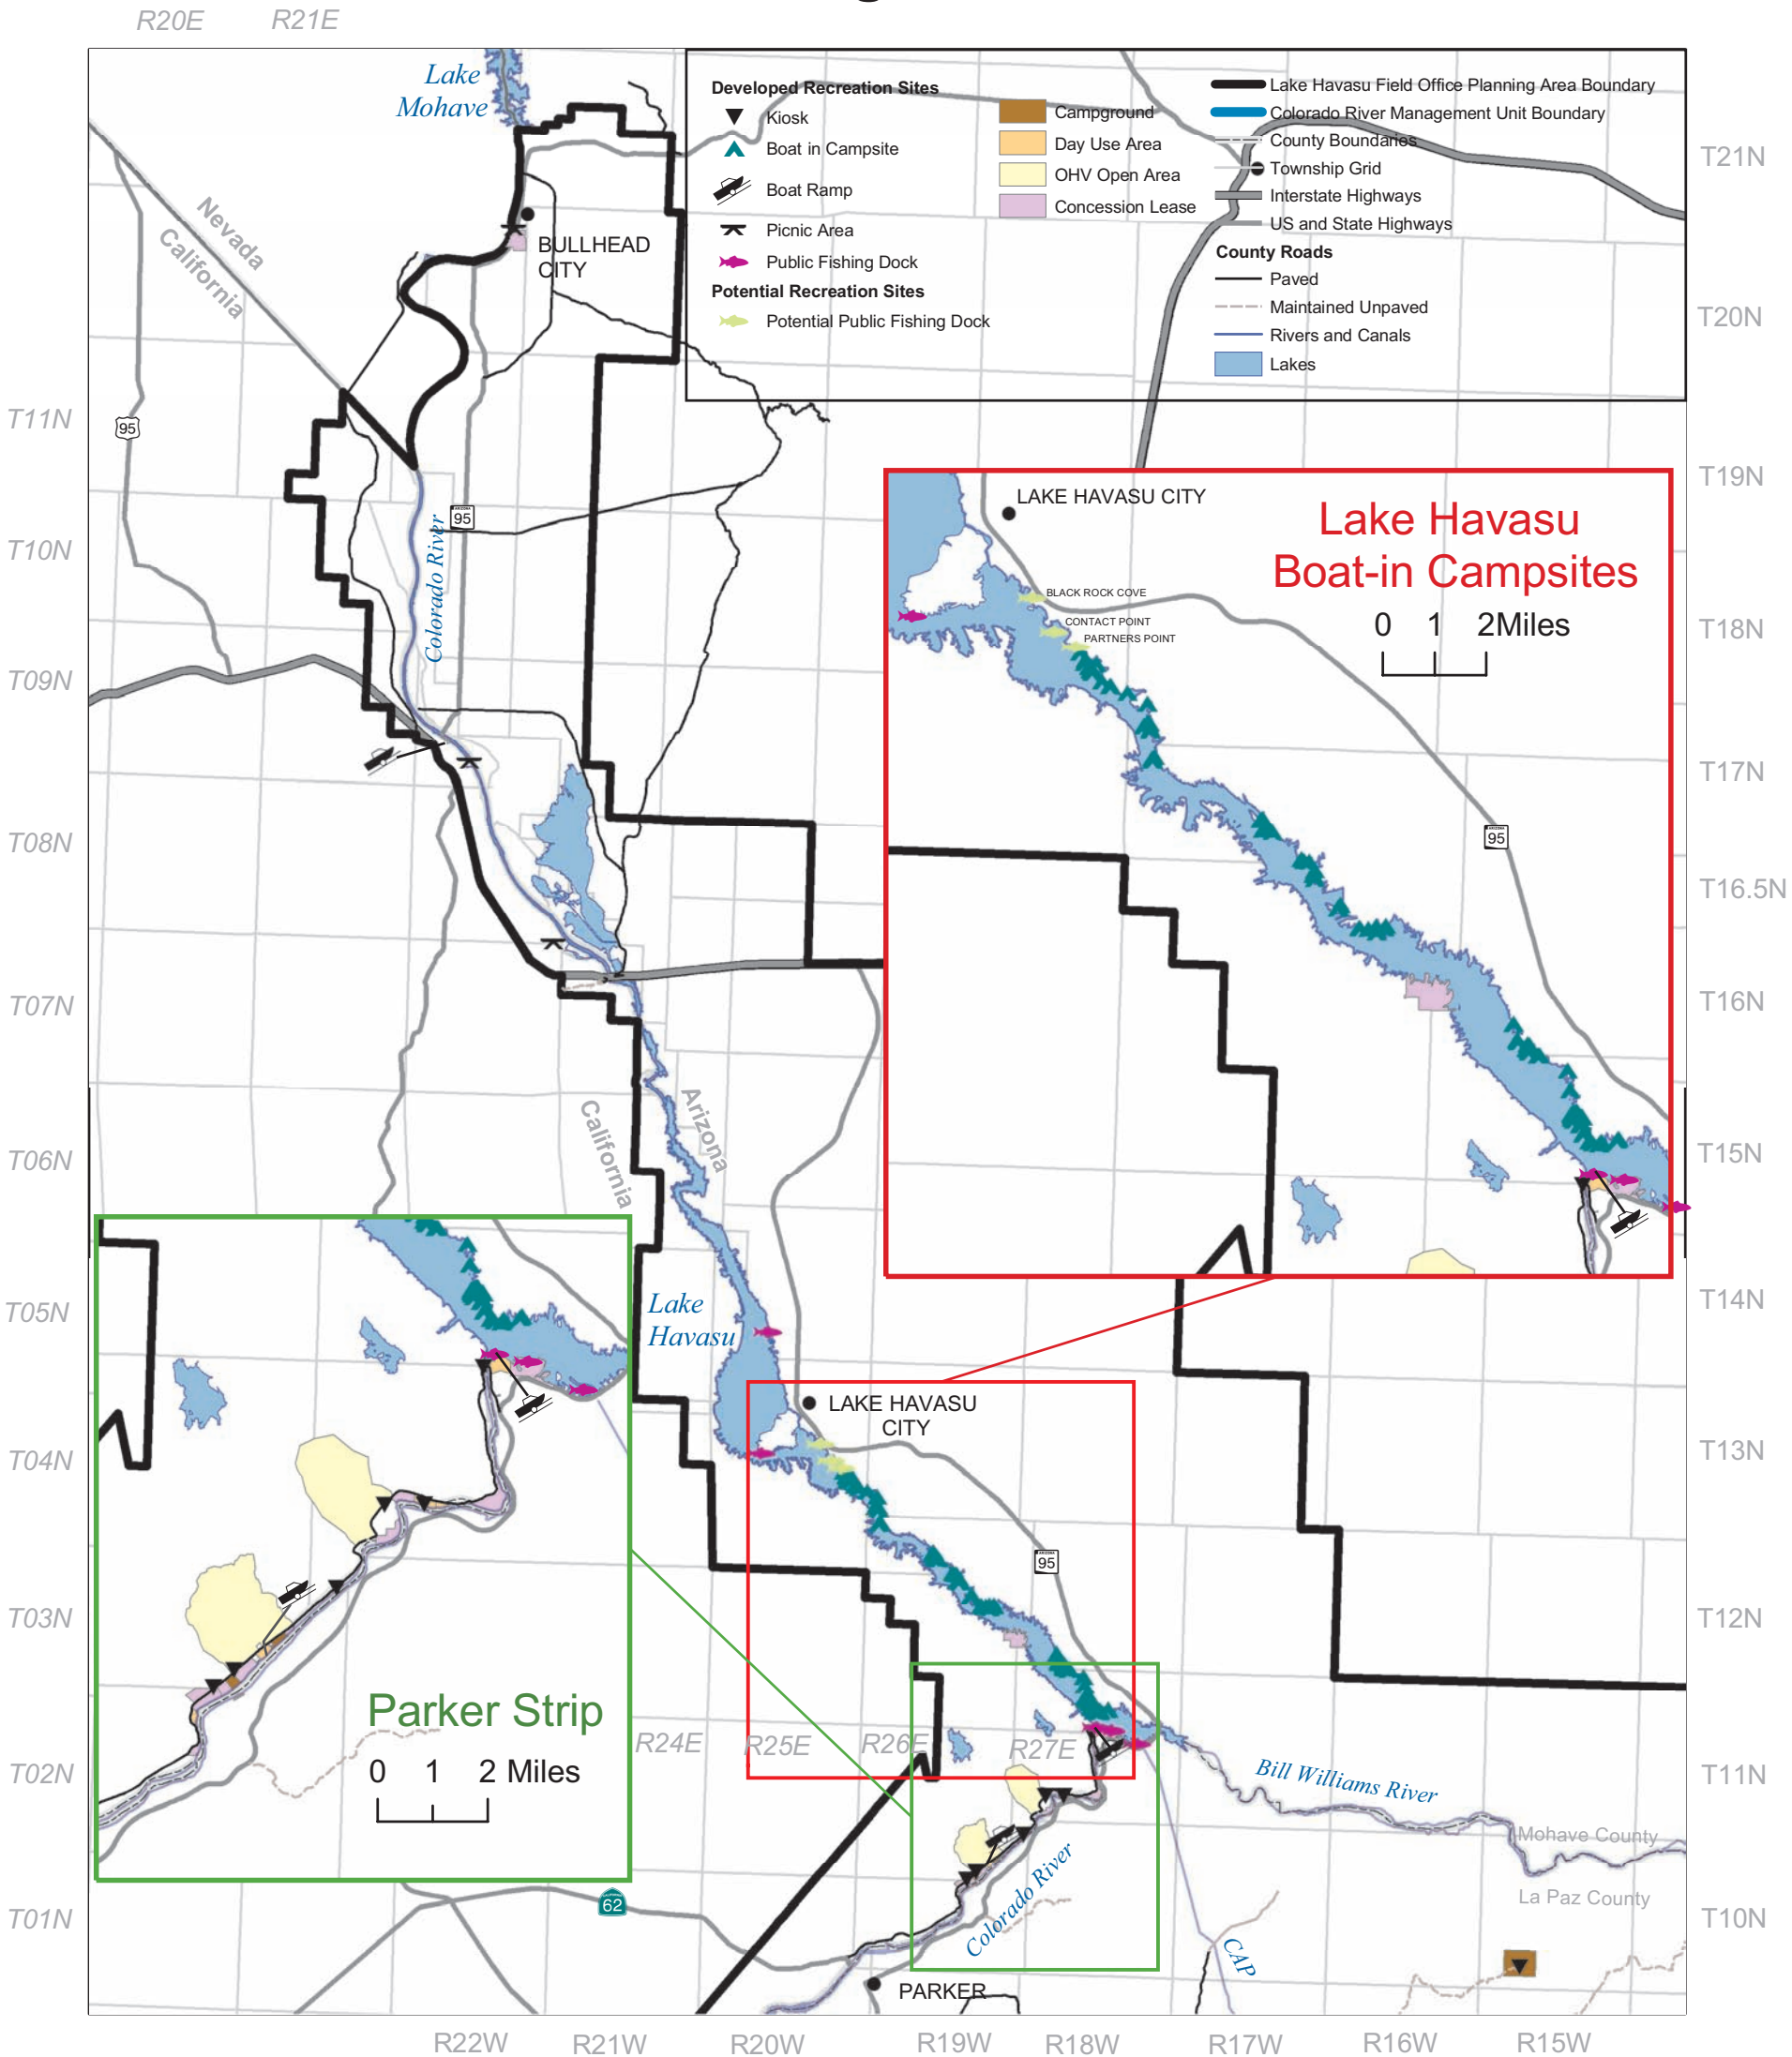 R20E R21E
Lake
Mohave
Developed Recreation Sites
Kiosk
Boat in Campsite
Boat Ramp
Picnic Area
Public Fishing Dock
Potential Recreation Sites
Potential Public Fishing Dock
Campground
Day Use Area
OHV Open Area
Concession Lease
Lake Havasu Field Office Planning Area Boundary
Colorado River Management Unit Boundary
County Boundaries
Township Grid
Interstate Highways
US and State Highways
County Roads
Paved
Maintained Unpaved
Rivers and Canals
Lakes
Nevada
California
BULLHEAD
CITY
95
95
Colorado River
T11N
T10N
T09N
T08N
T07N
T06N
T05N
T04N
T03N
T02N
T01N
T21N
T20N
T19N
T18N
T17N
T16.5N
T16N
T15N
T14N
T13N
T12N
T11N
T10N
LAKE HAVASU CITY
Lake Havasu
Boat-in Campsites
0 1 2Miles
BLACK ROCK COVE
CONTACT POINT
PARTNERS POINT
95
California
Arizona
Lake
Havasu
LAKE HAVASU
CITY
95
Parker Strip
0 1 2 Miles
R24E R25E R26E R27E
Bill Williams River
Mohave County
La Paz County
Colorado River
CAP
62
PARKER
R22W R21W R20W R19W R18W R17W R16W R15W